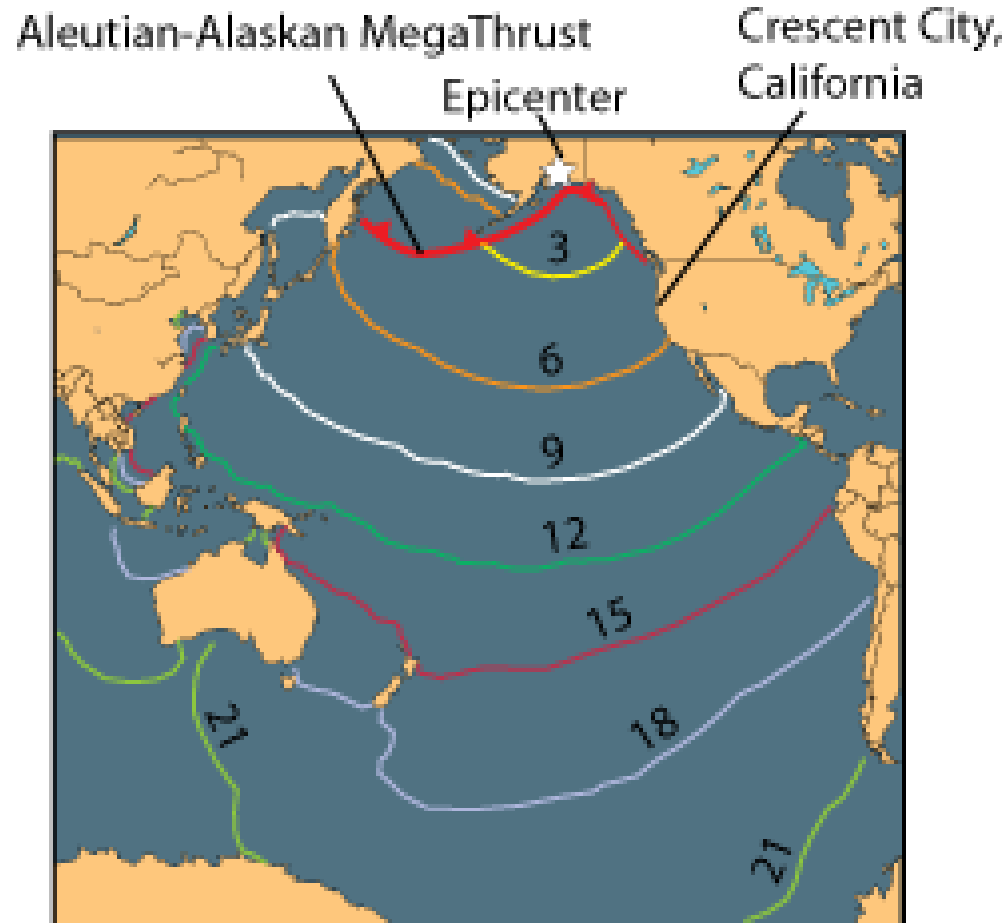 Aleutian-Alaskan MegaThrust
Epicenter
Crescent City,
California
3
6
9
12
15
18
21
21